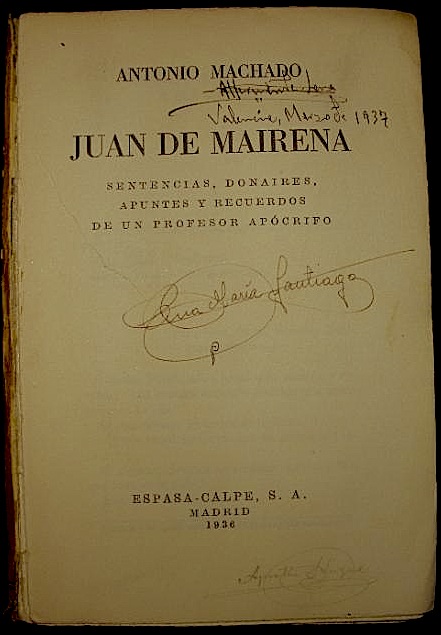 ANTONIO MACHADO
Valencia, Marzo de 1937
JUAN DE MAIRENA
SENTENCIAS, DONAIRES,
APUNTES Y RECUERDOS
DE UN PROFESOR APÓCRIFO
Ana María Santiago
ESPASA-CALPE, S. A.
MADRID
1936